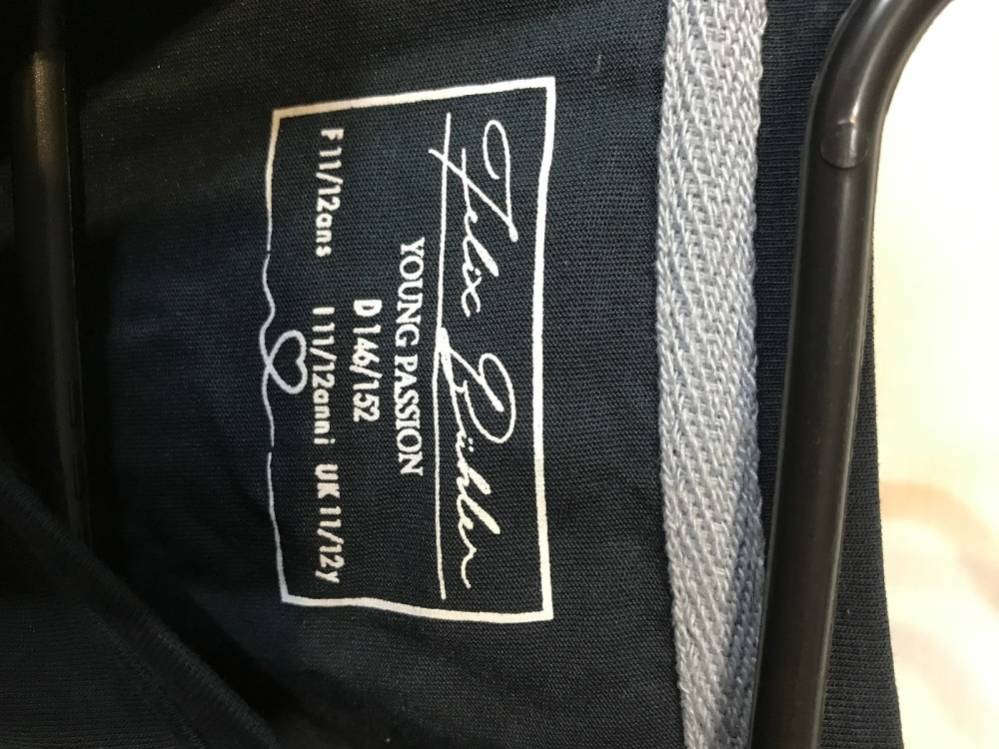 Felix Bühler
YOUNG PASSION
D 146/152
F 11/12ans I 11/12anni UK 11/12y